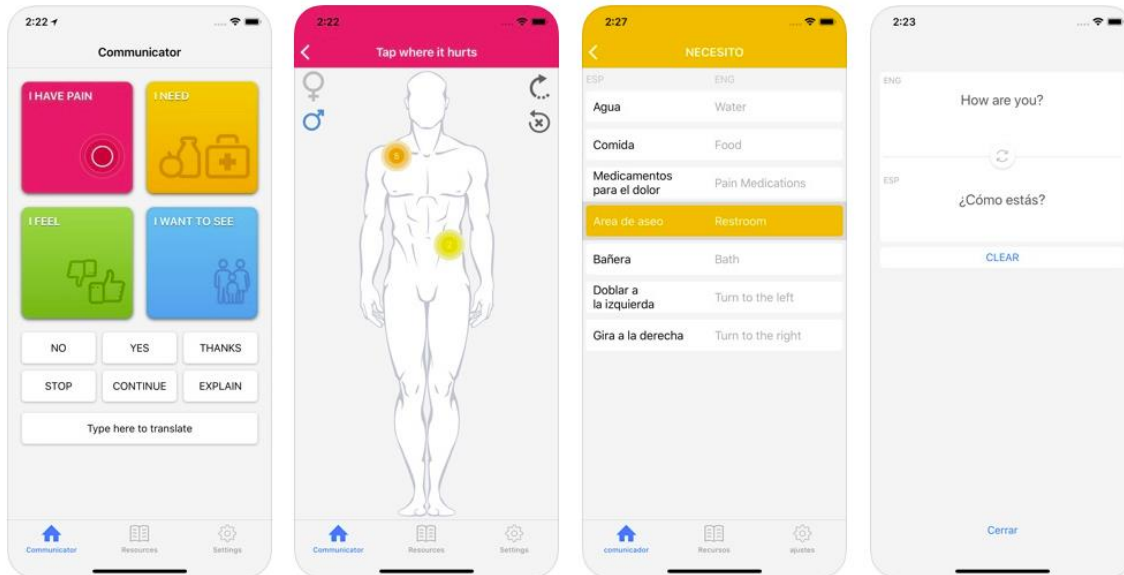 2:22
Communicator
I HAVE PAIN
I NEED
I FEEL
I WANT TO SEE
NO YES THANKS
STOP CONTINUE EXPLAIN
Type here to translate
Communicator Resources Settings
2:22
Tap where it hurts
Communicator Resources Settings
2:27
NECESITO
ESP ENG
Agua Water
Comida Food
Medicamentos
para el dolor Pain Medications
Area de aseo Restroom
Bañera Bath
Doblar a
la izquierda Turn to the left
Gira a la derecha Turn to the right
comunicador Recursos ajustes
2:23
ENG
How are you?
ESP
¿Cómo estás?
CLEAR
Cerrar